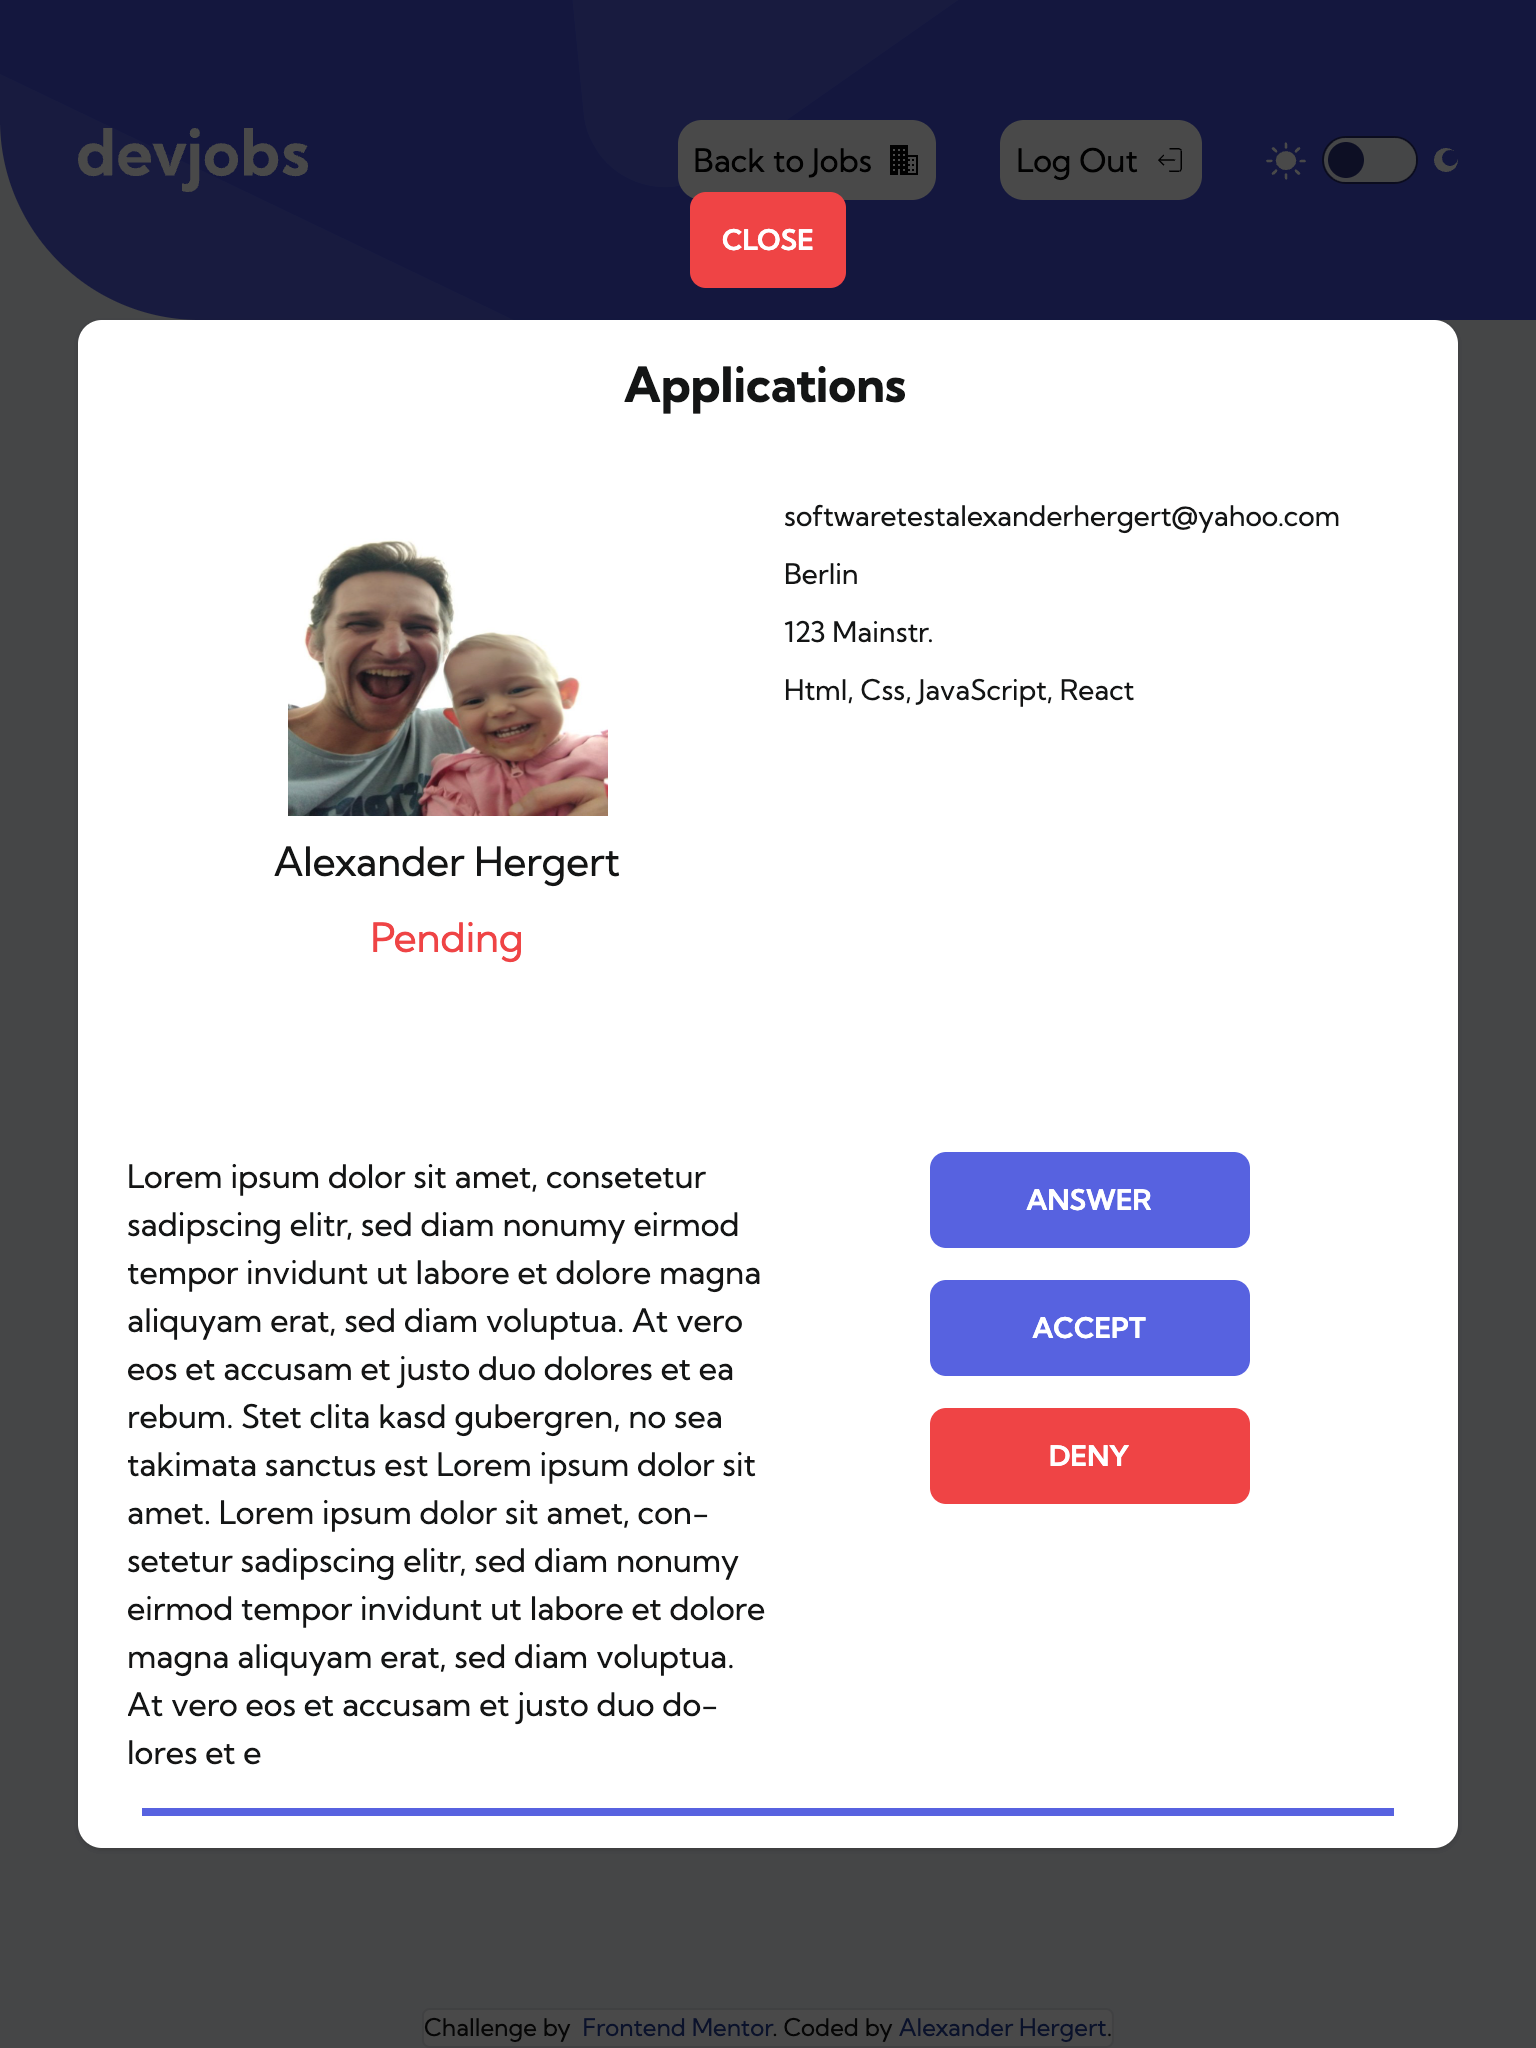 devjobs
Back to Jobs
Log Out
CLOSE
Applications
softwaretestalexanderhergert@yahoo.com
Berlin
123 Mainstr.
Html, Css, JavaScript, React
Alexander Hergert
Pending
Lorem ipsum dolor sit amet, consetetur
sadipscing elitr, sed diam nonumy eirmod
tempor invidunt ut labore et dolore magna
aliquyam erat, sed diam voluptua. At vero
eos et accusam et justo duo dolores et ea
rebum. Stet clita kasd gubergren, no sea
takimata sanctus est Lorem ipsum dolor sit
amet. Lorem ipsum dolor sit amet, con-
setetur sadipscing elitr, sed diam nonumy
eirmod tempor invidunt ut labore et dolore
magna aliquyam erat, sed diam voluptua.
At vero eos et accusam et justo duo do-
lores et e
ANSWER
ACCEPT
DENY
Challenge by Frontend Mentor. Coded by Alexander Hergert.